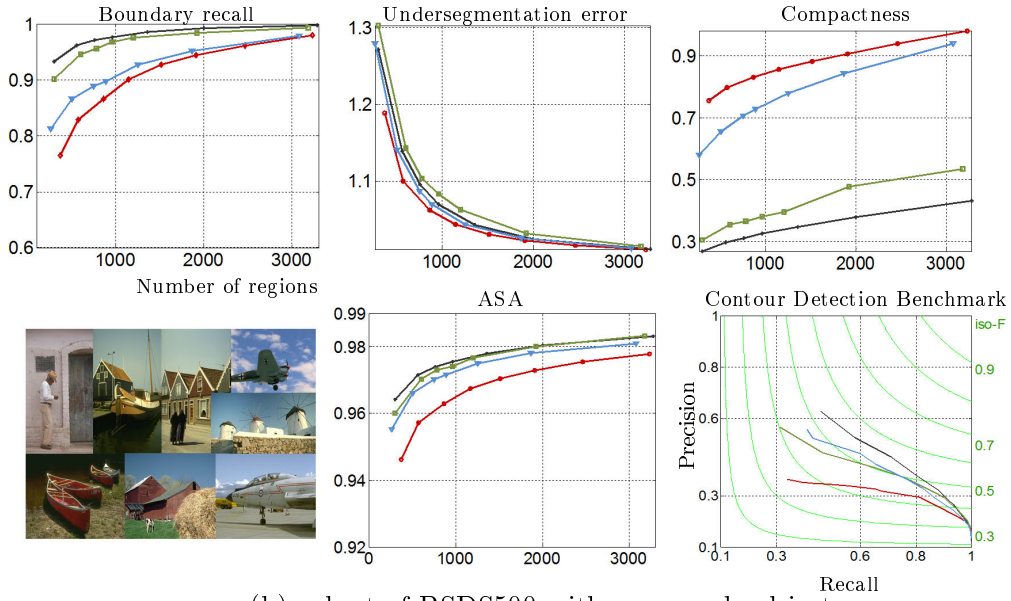 Boundary recall
1
0.9
0.8
0.7
0.6
1000 2000 3000
Number of regions
Undersegmentation error
1.3
1.2
1.1
1000 2000 3000
Compactness
0.9
0.7
0.5
0.3
1000 2000 3000
ASA
0.99
0.98
0.96
0.94
0.92
0 1000 2000 3000
Contour Detection Benchmark
Precision
1
0.8
0.6
0.3
0.1
0.1 0.3 0.6 0.8 1
Recall
iso-F
0.9
0.7
0.5
0.3